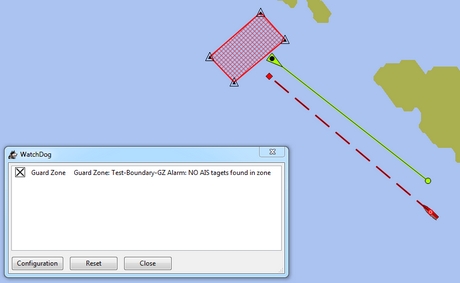 WatchDog
Guard Zone Guard Zone: Test-Boundary-GZ Alarm: NO AIS tagets found in zone
Configuration Reset Close